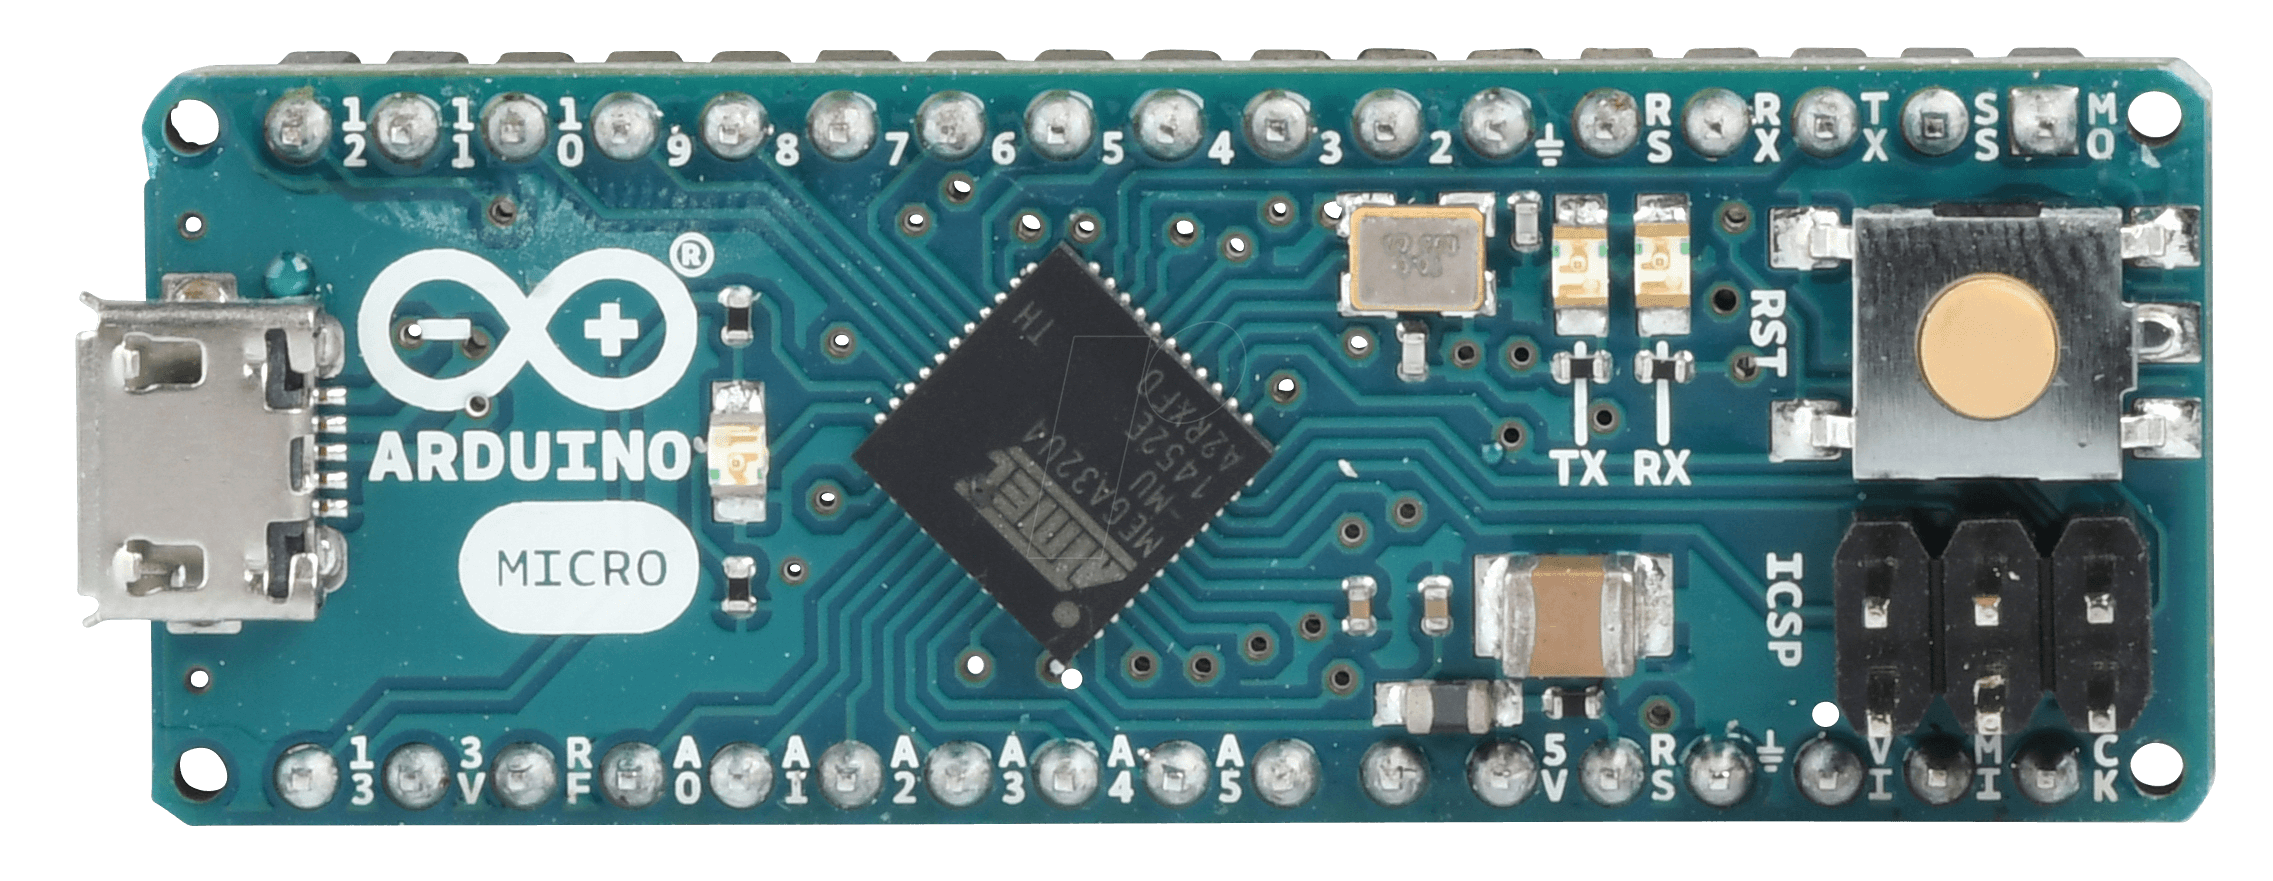 12 11 10 9 8 7 6 5 4 3 2 RS RX TX SS MO
®
ARDUINO
MICRO
TH
ATMEL
MEGA32U4
-MU 1452E
A2RXFD
TX RX
RST
ICSP
13 3V RF A0 A1 A2 A3 A4 A5 5V RS VI MI CK